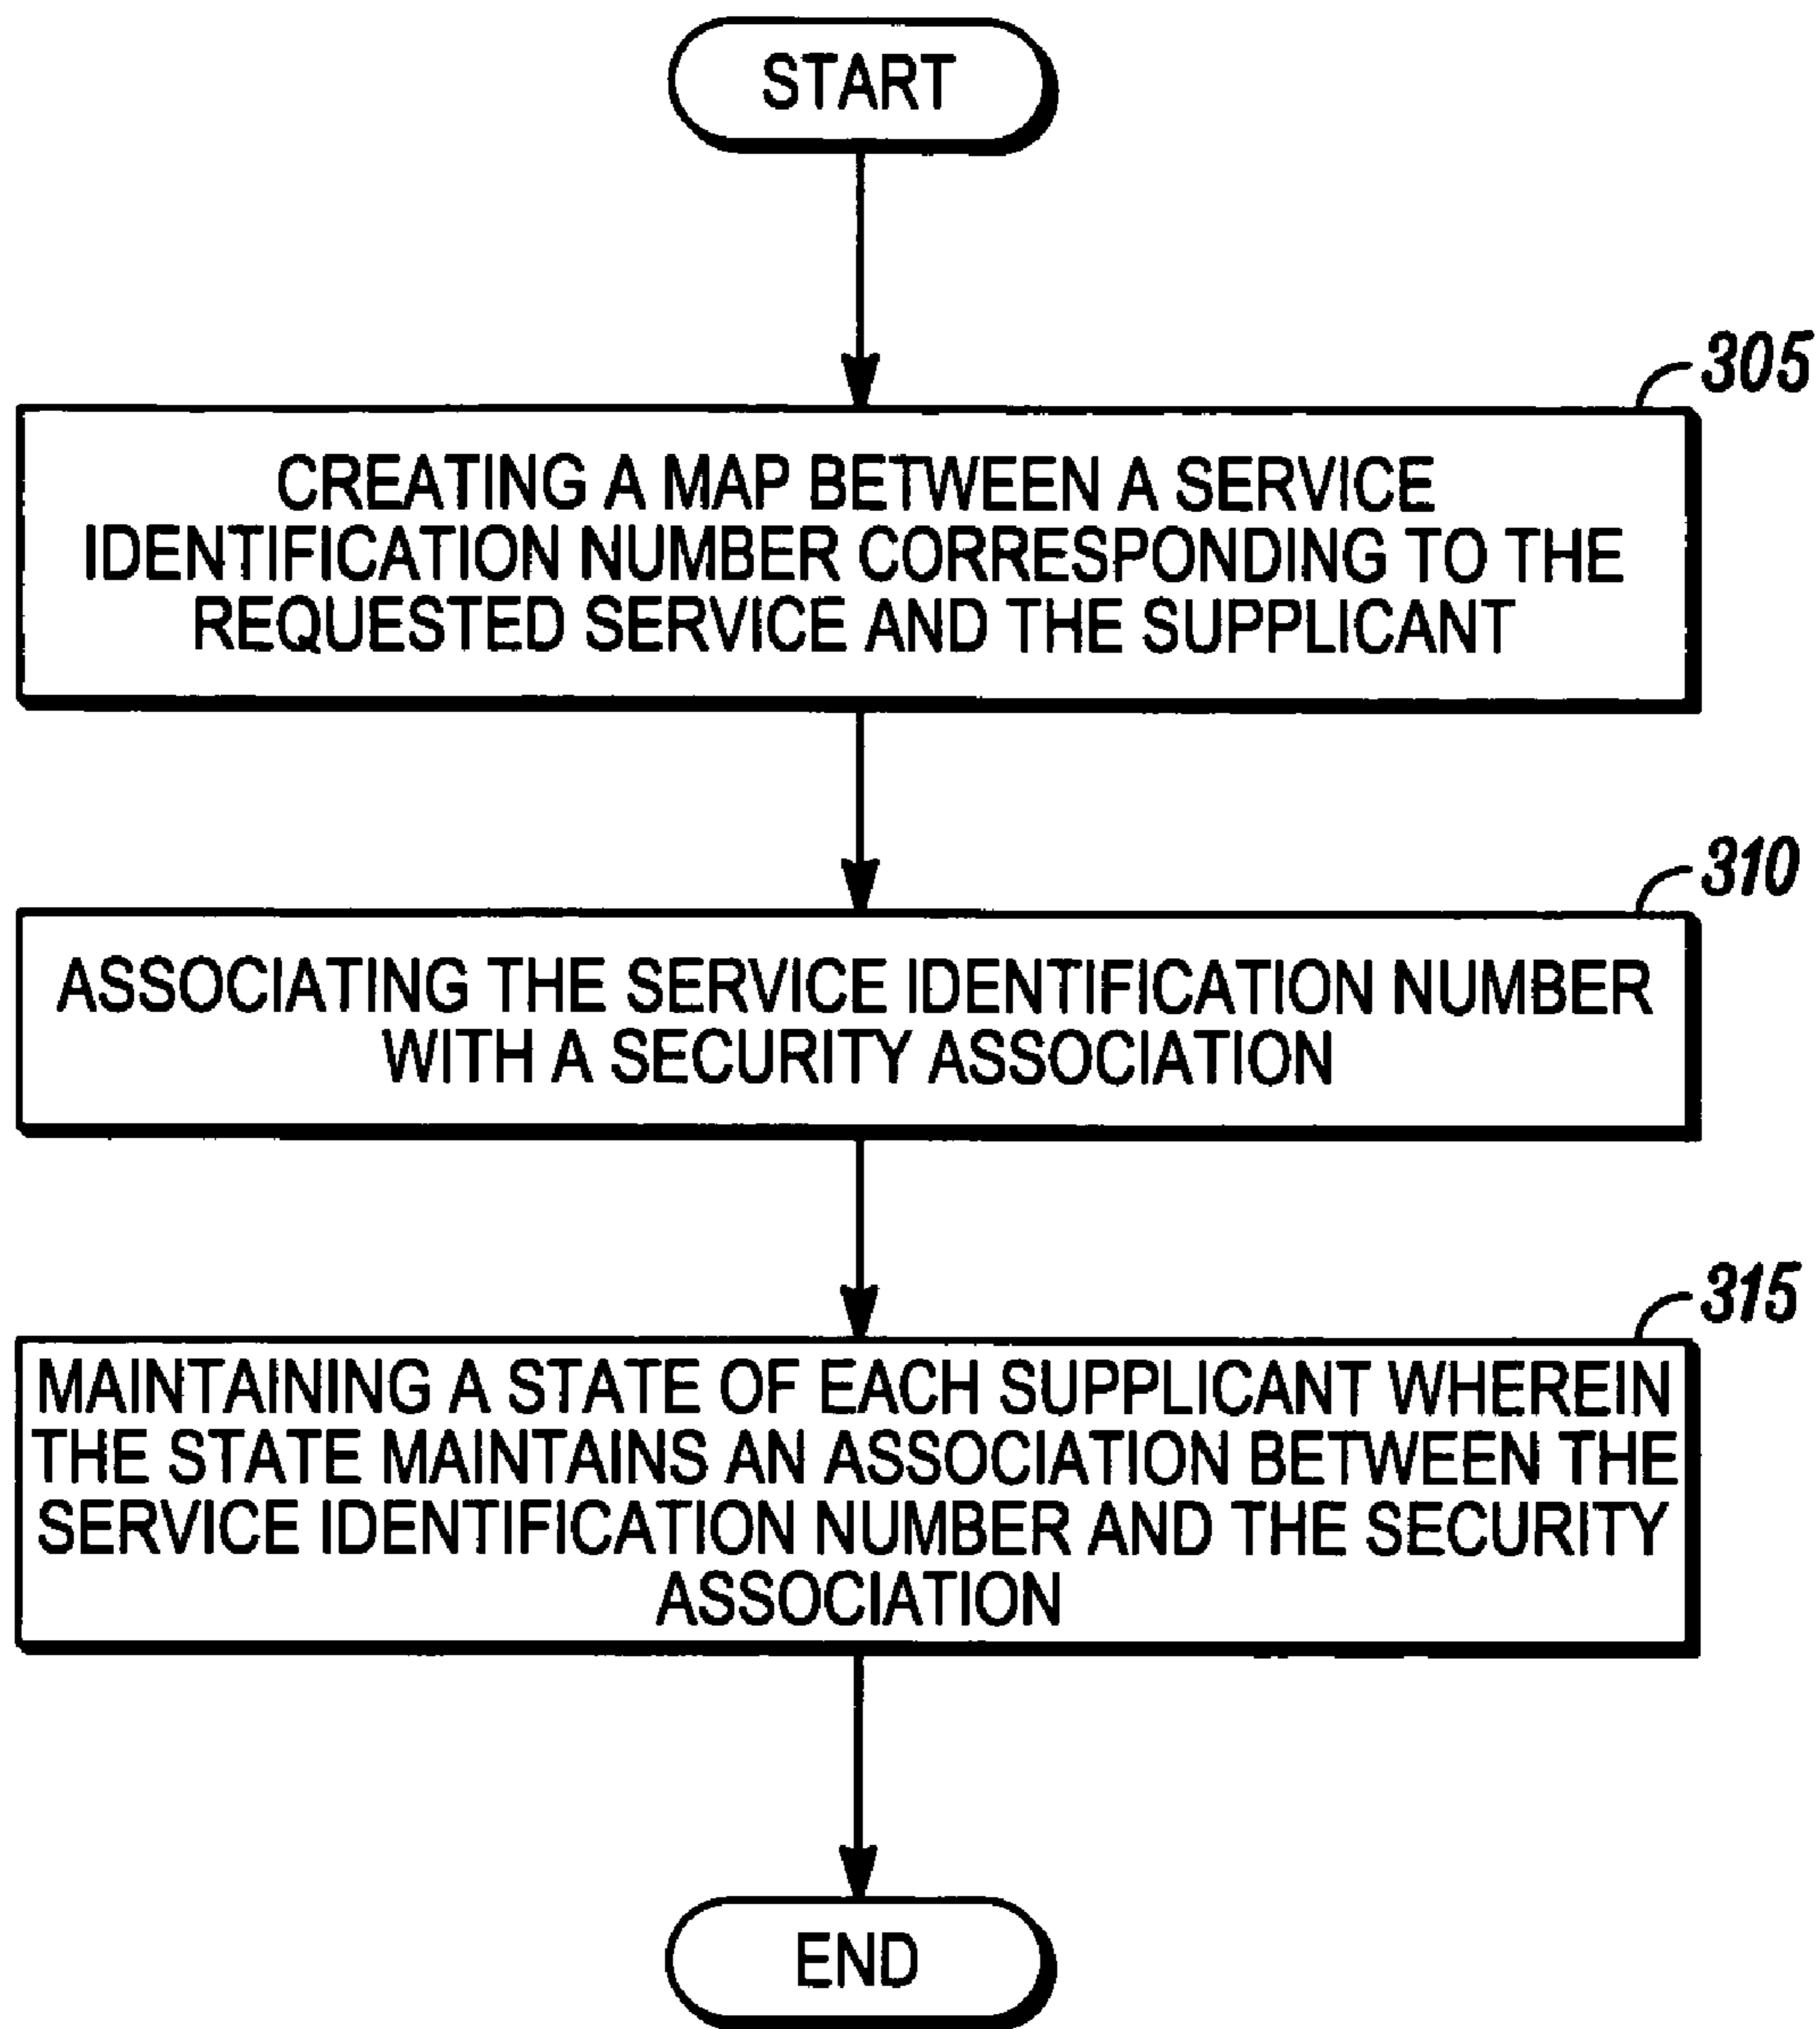 START
305
CREATING A MAP BETWEEN A SERVICE
IDENTIFICATION NUMBER CORRESPONDING TO THE
REQUESTED SERVICE AND THE SUPPLICANT
310
ASSOCIATING THE SERVICE IDENTIFICATION NUMBER
WITH A SECURITY ASSOCIATION
315
MAINTAINING A STATE OF EACH SUPPLICANT WHEREIN
THE STATE MAINTAINS AN ASSOCIATION BETWEEN THE
SERVICE IDENTIFICATION NUMBER AND THE SECURITY
ASSOCIATION
END